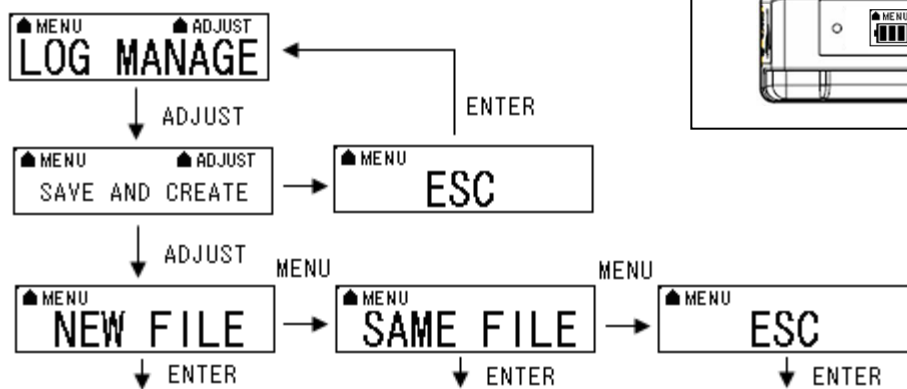 MENU ADJUST
LOG MANAGE
MENU
ENTER
ADJUST
MENU ADJUST
SAVE AND CREATE
MENU
ESC
ADJUST
MENU
MENU
MENU
NEW FILE
MENU
SAME FILE
MENU
ESC
ENTER
ENTER
ENTER